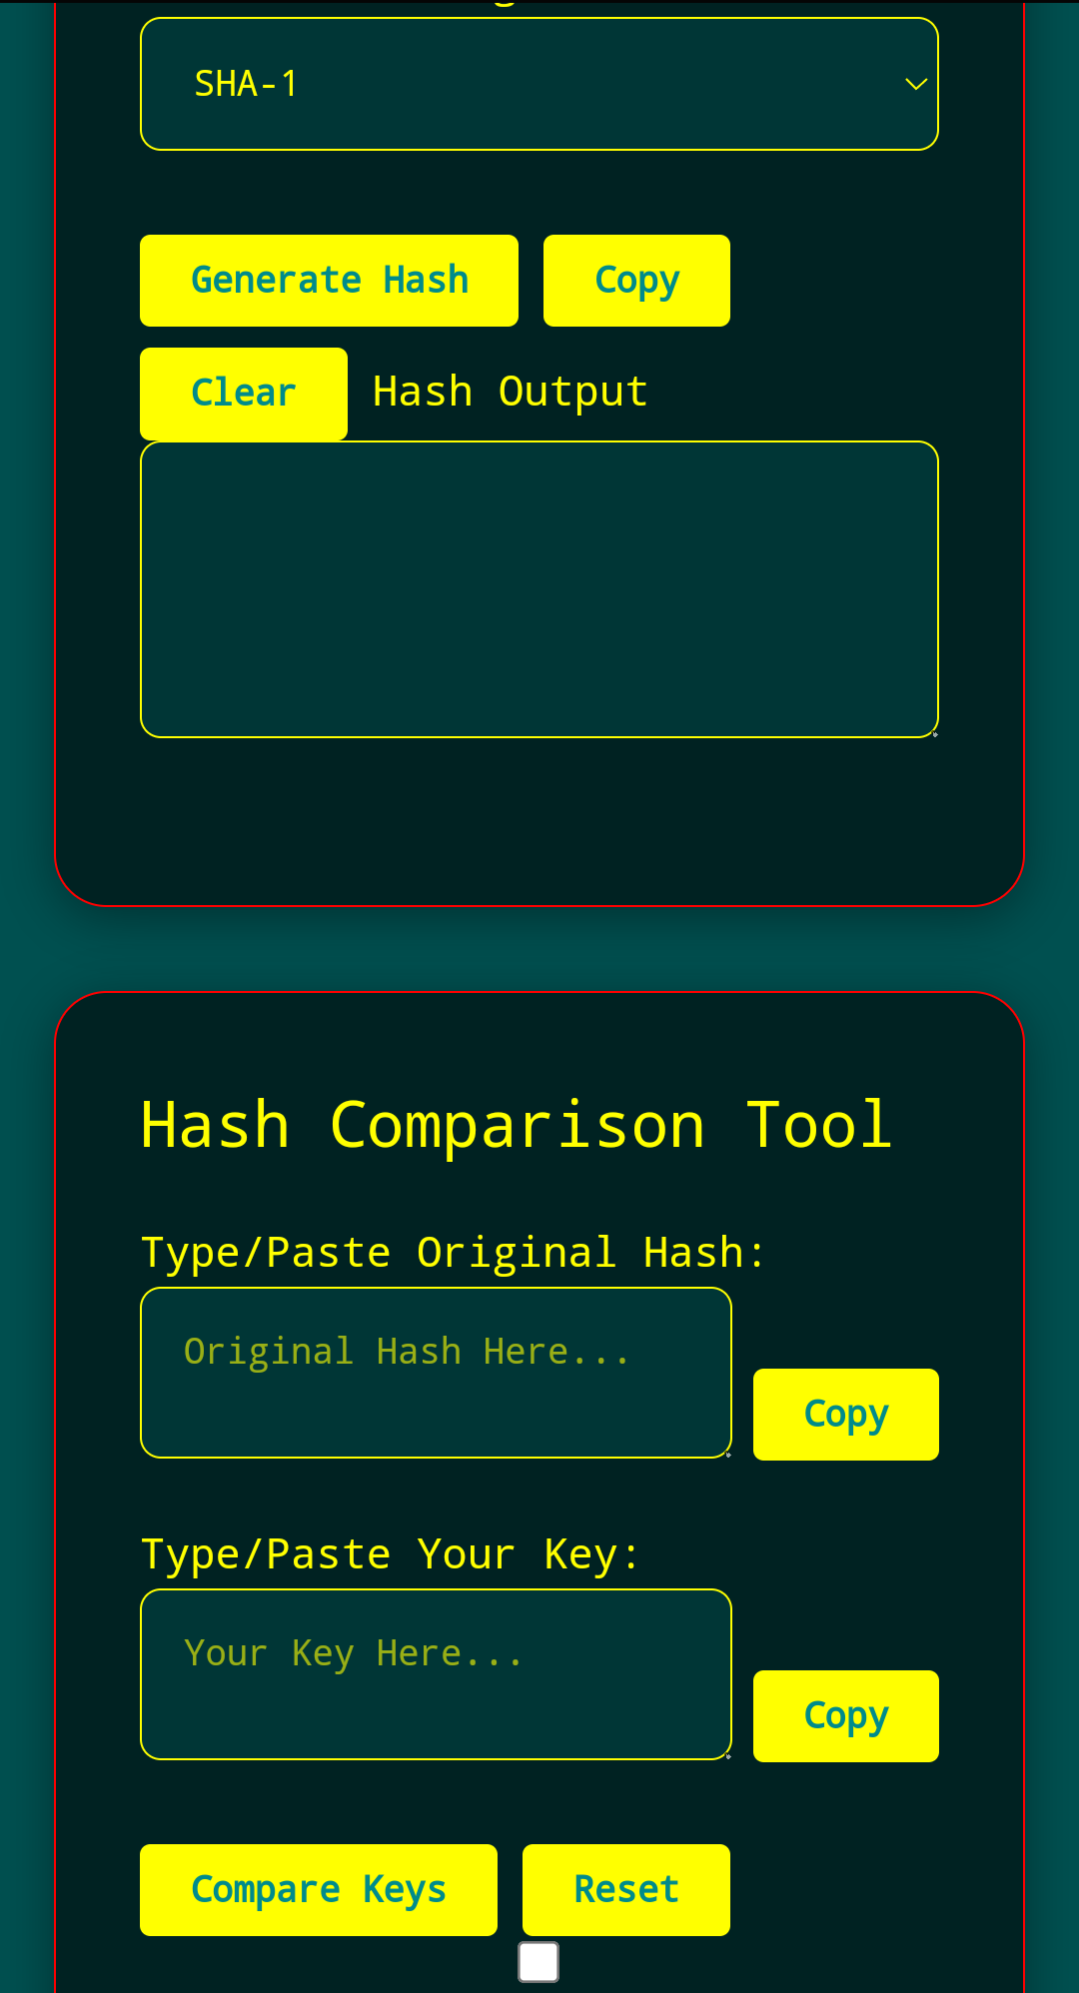 SHA-1
Generate Hash Copy
Clear Hash Output
Hash Comparison Tool
Type/Paste Original Hash:
Original Hash Here...
Copy
Type/Paste Your Key:
Your Key Here...
Copy
Compare Keys Reset